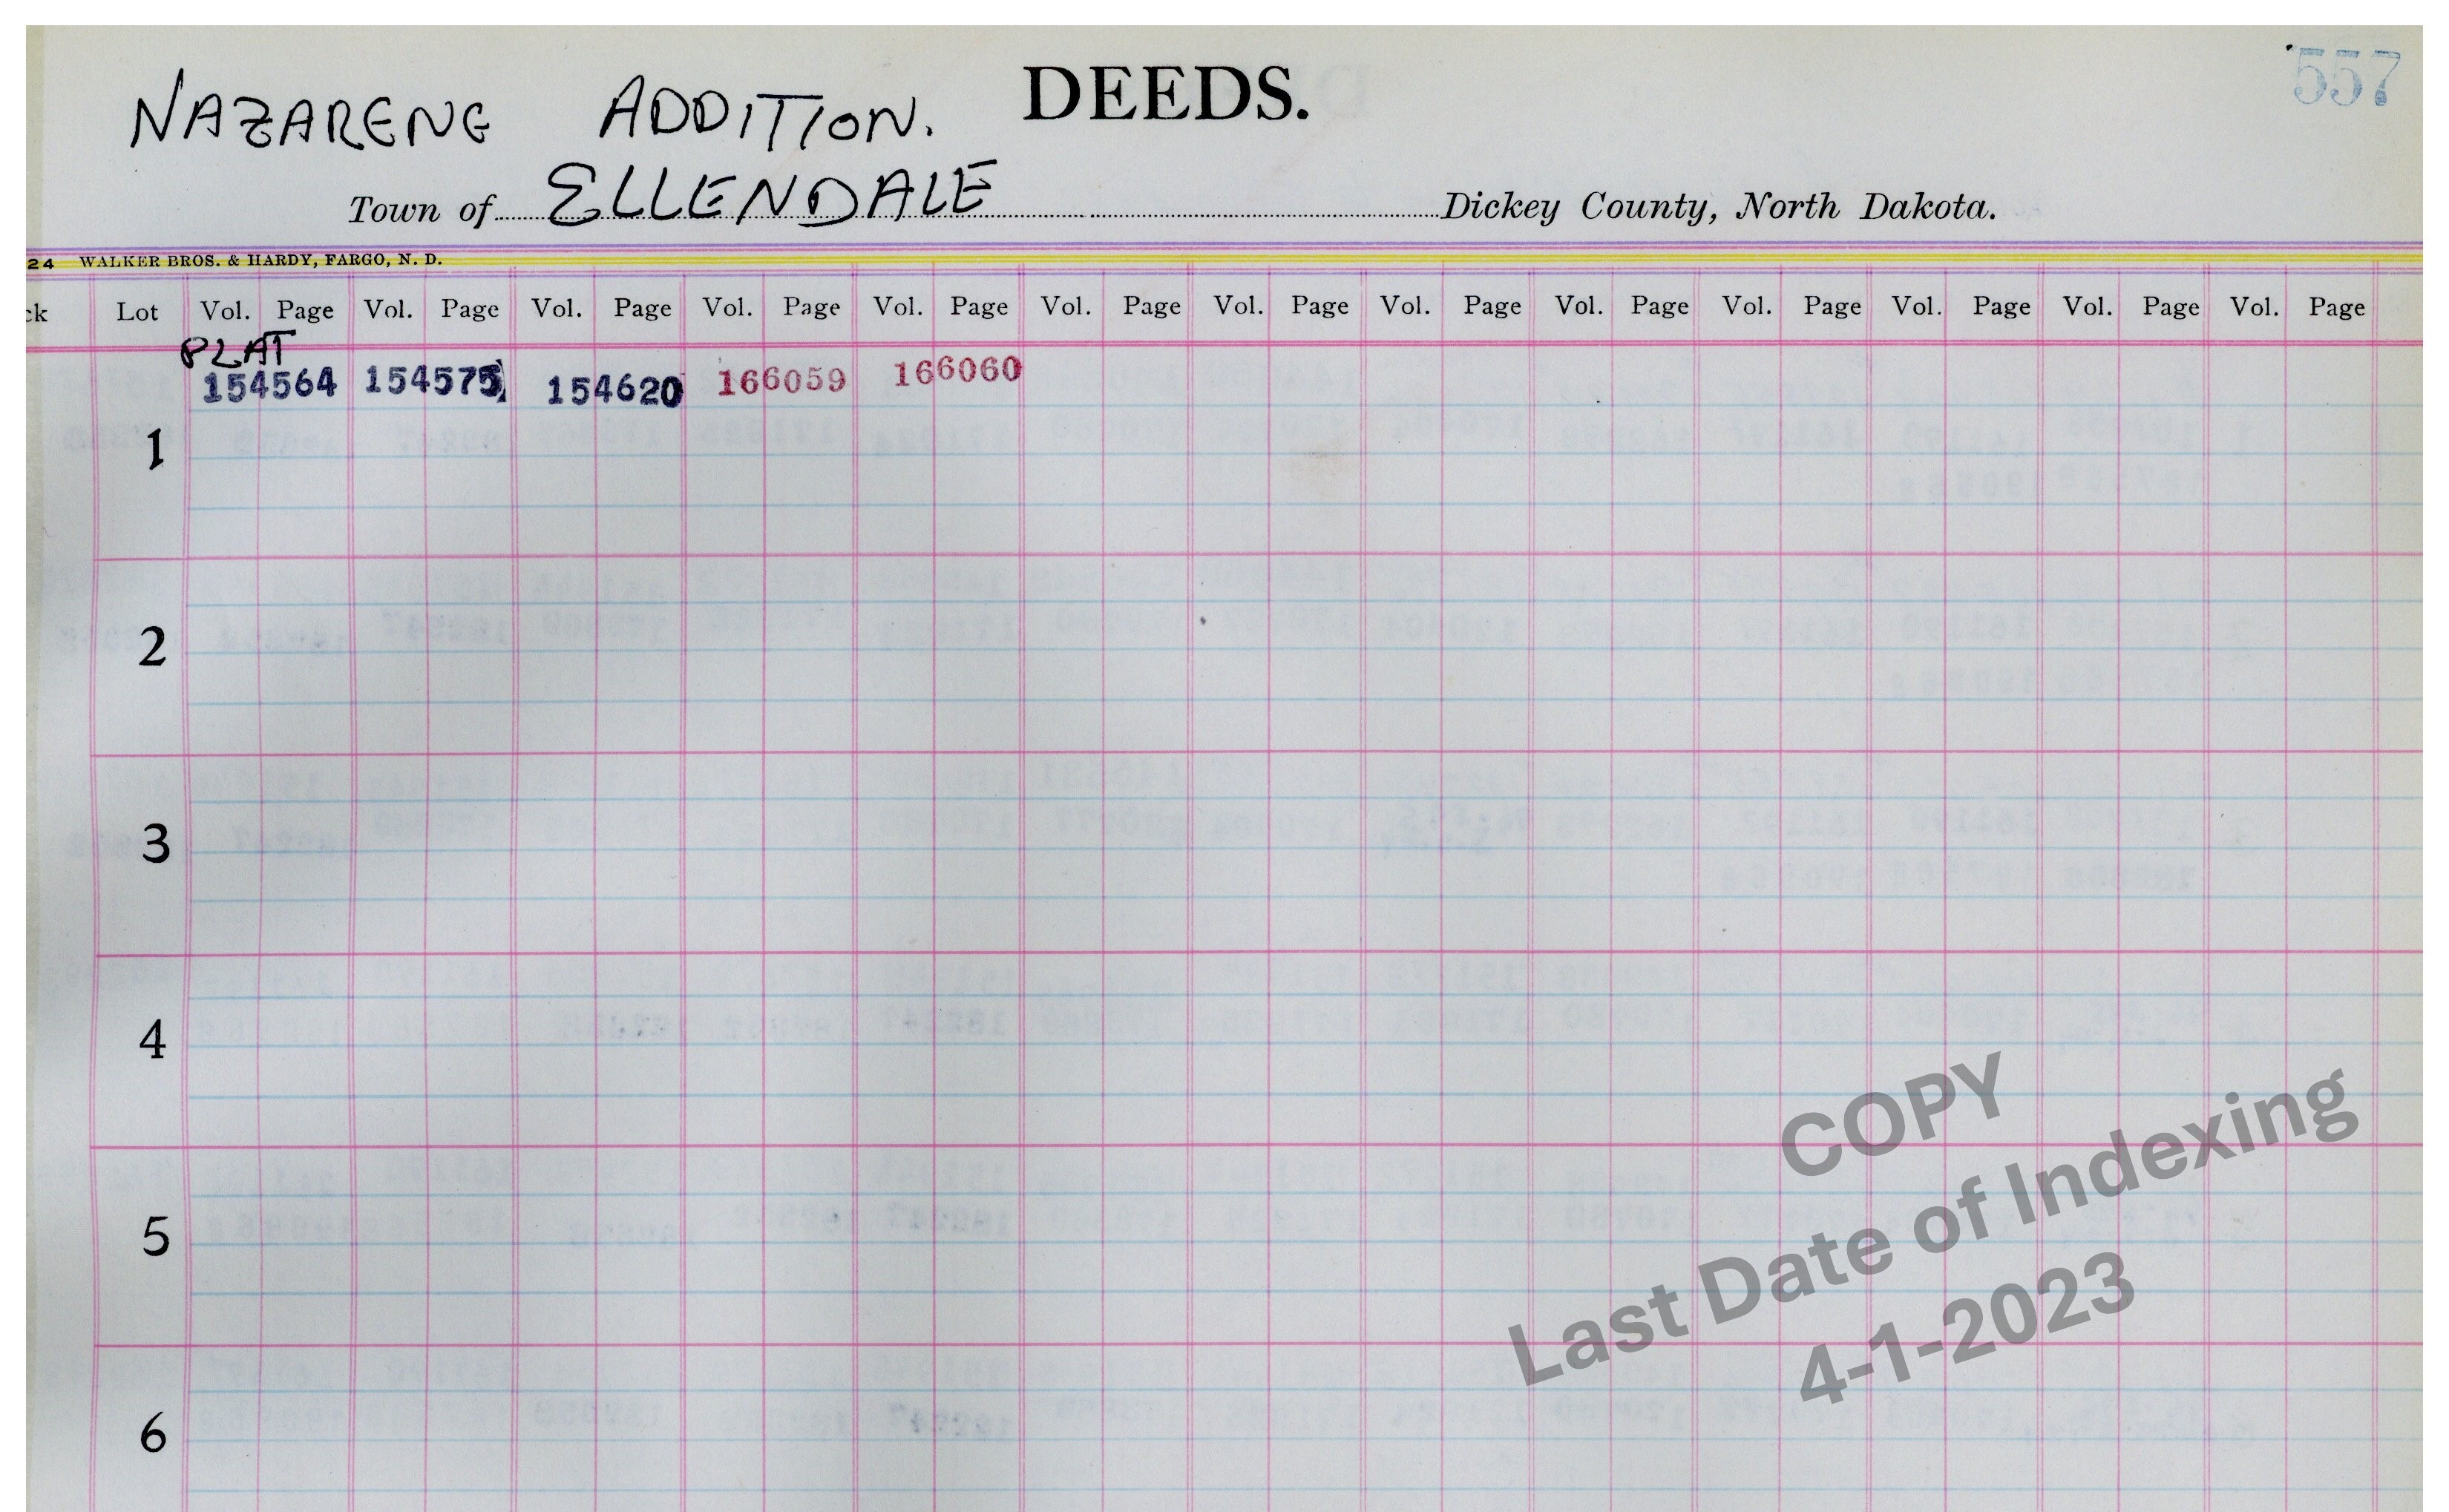 557
DEEDS.
NAZARENE ADDITION.
Town of ELLENDALE Dickey County, North Dakota.
24 WALKER BROS. & HARDY, FARGO, N. D.
ck Lot Vol. Page Vol. Page Vol. Page Vol. Page Vol. Page Vol. Page Vol. Page Vol. Page Vol. Page Vol. Page Vol. Page Vol. Page Vol. Page
PLAT
154564 154575 154620 166059 166060
1
2
3
4
5
6
COPY
Last Date of Indexing
4-1-2023